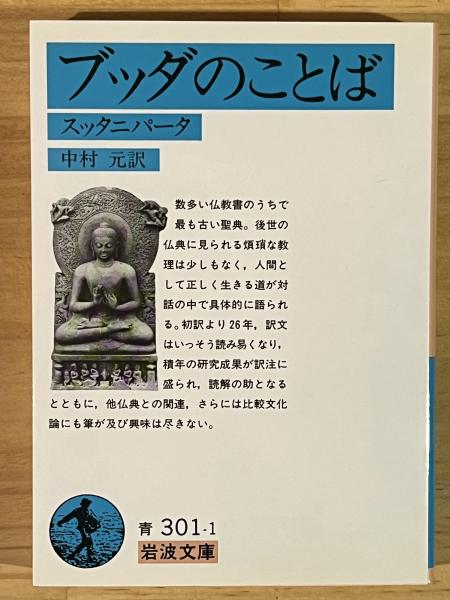 ブッダのことば
スッタニパータ
中村 元訳
数多い仏教書のうちで
最も古い聖典。後世の
仏典に見られる煩瑣な教
理は少しもなく，人間と
して正しく生きる道が対
話の中で具体的に語られ
る。初訳より26年，訳文
はいっそう読み易くなり，
積年の研究成果が訳注に
盛られ，読解の助となる
とともに，他仏典との関連，さらには比較文化
論にも筆が及び興味は尽きない。
青 301-1
岩波文庫